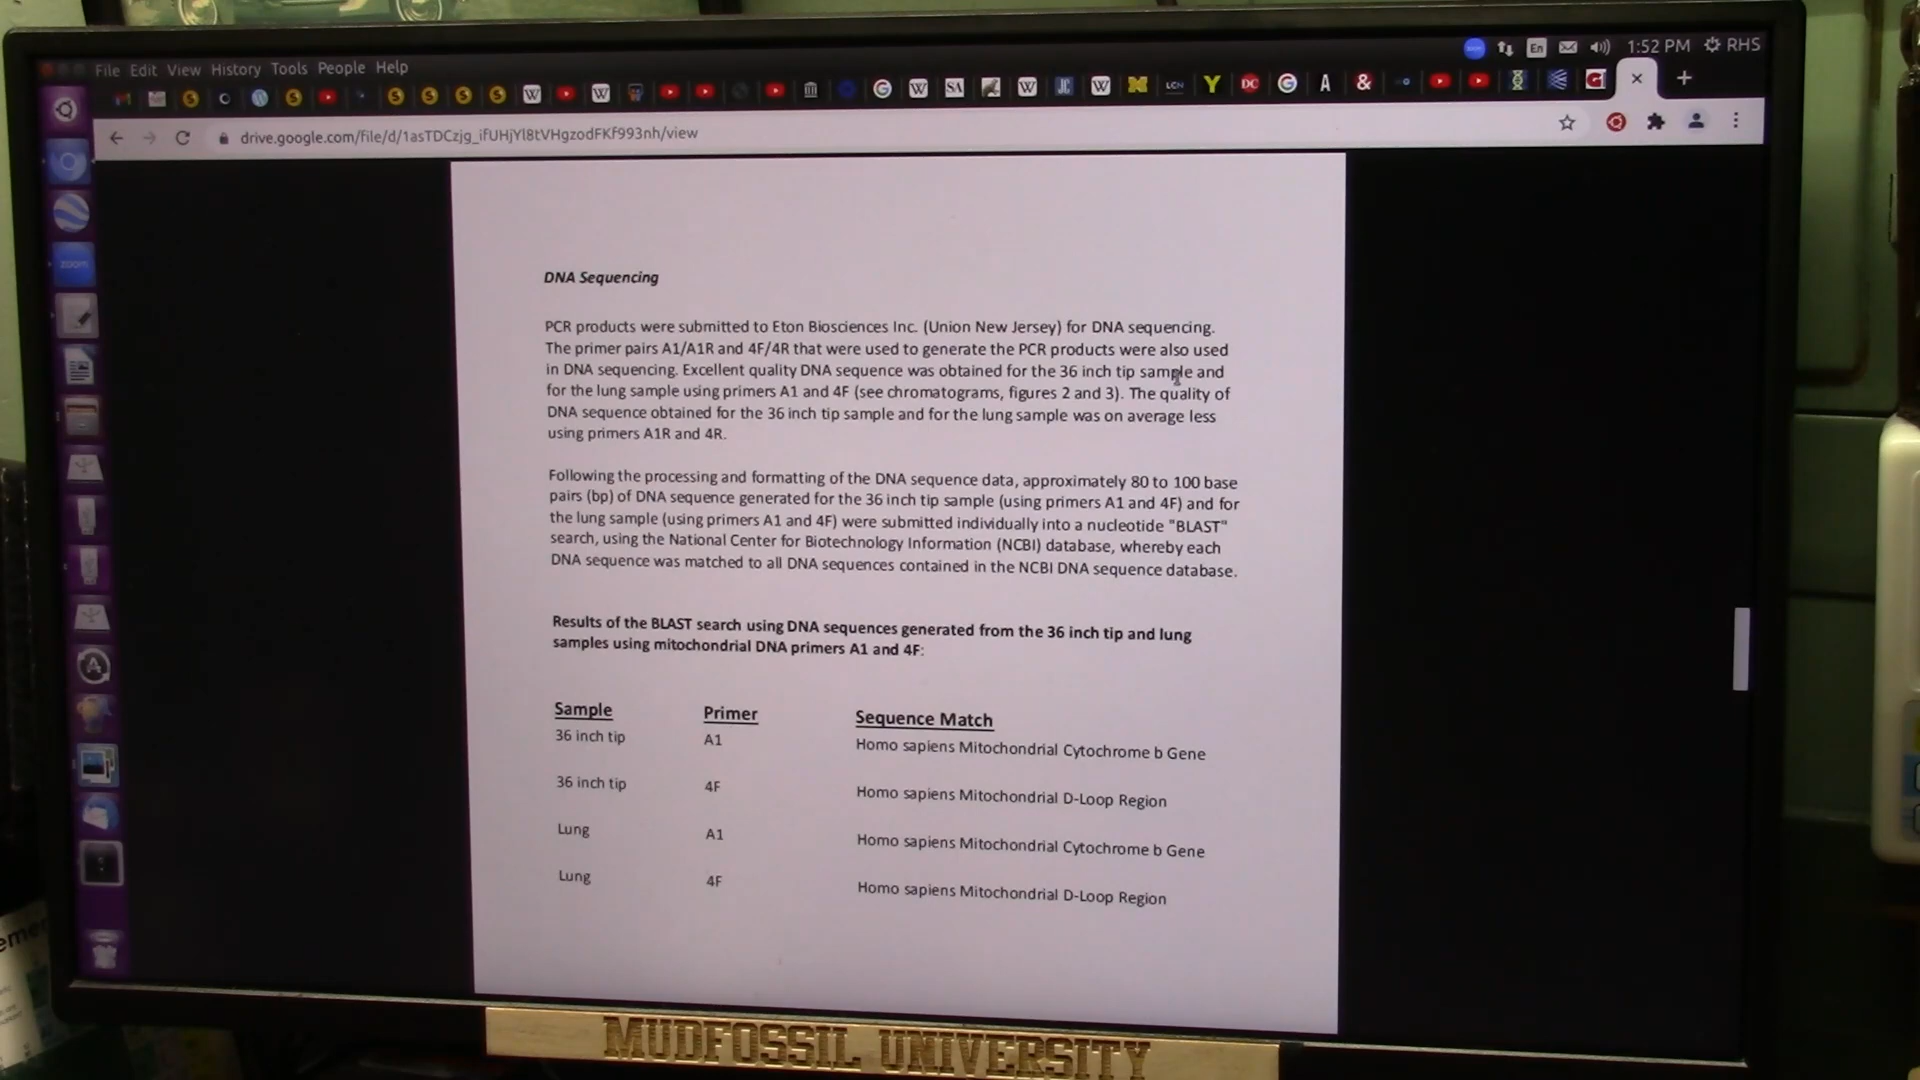 1:52 PM RHS
File Edit View History Tools People Help
drive.google.com/file/d/1asTDCzjg_ifUHjYl8tVHgzodFKf993nh/view
DNA Sequencing
PCR products were submitted to Eton Biosciences Inc. (Union New Jersey) for DNA sequencing.
The primer pairs A1/A1R and 4F/4R that were used to generate the PCR products were also used
in DNA sequencing. Excellent quality DNA sequence was obtained for the 36 inch tip sample and
for the lung sample using primers A1 and 4F (see chromatograms, figures 2 and 3). The quality of
DNA sequence obtained for the 36 inch tip sample and for the lung sample was on average less
using primers A1R and 4R.
Following the processing and formatting of the DNA sequence data, approximately 80 to 100 base
pairs (bp) of DNA sequence generated for the 36 inch tip sample (using primers A1 and 4F) and for
the lung sample (using primers A1 and 4F) were submitted individually into a nucleotide "BLAST"
search, using the National Center for Biotechnology Information (NCBI) database, whereby each
DNA sequence was matched to all DNA sequences contained in the NCBI DNA sequence database.
Results of the BLAST search using DNA sequences generated from the 36 inch tip and lung
samples using mitochondrial DNA primers A1 and 4F:
Sample Primer Sequence Match
36 inch tip A1 Homo sapiens Mitochondrial Cytochrome b Gene
36 inch tip 4F Homo sapiens Mitochondrial D-Loop Region
Lung A1 Homo sapiens Mitochondrial Cytochrome b Gene
Lung 4F Homo sapiens Mitochondrial D-Loop Region
MUDFOSSIL UNIVERSITY